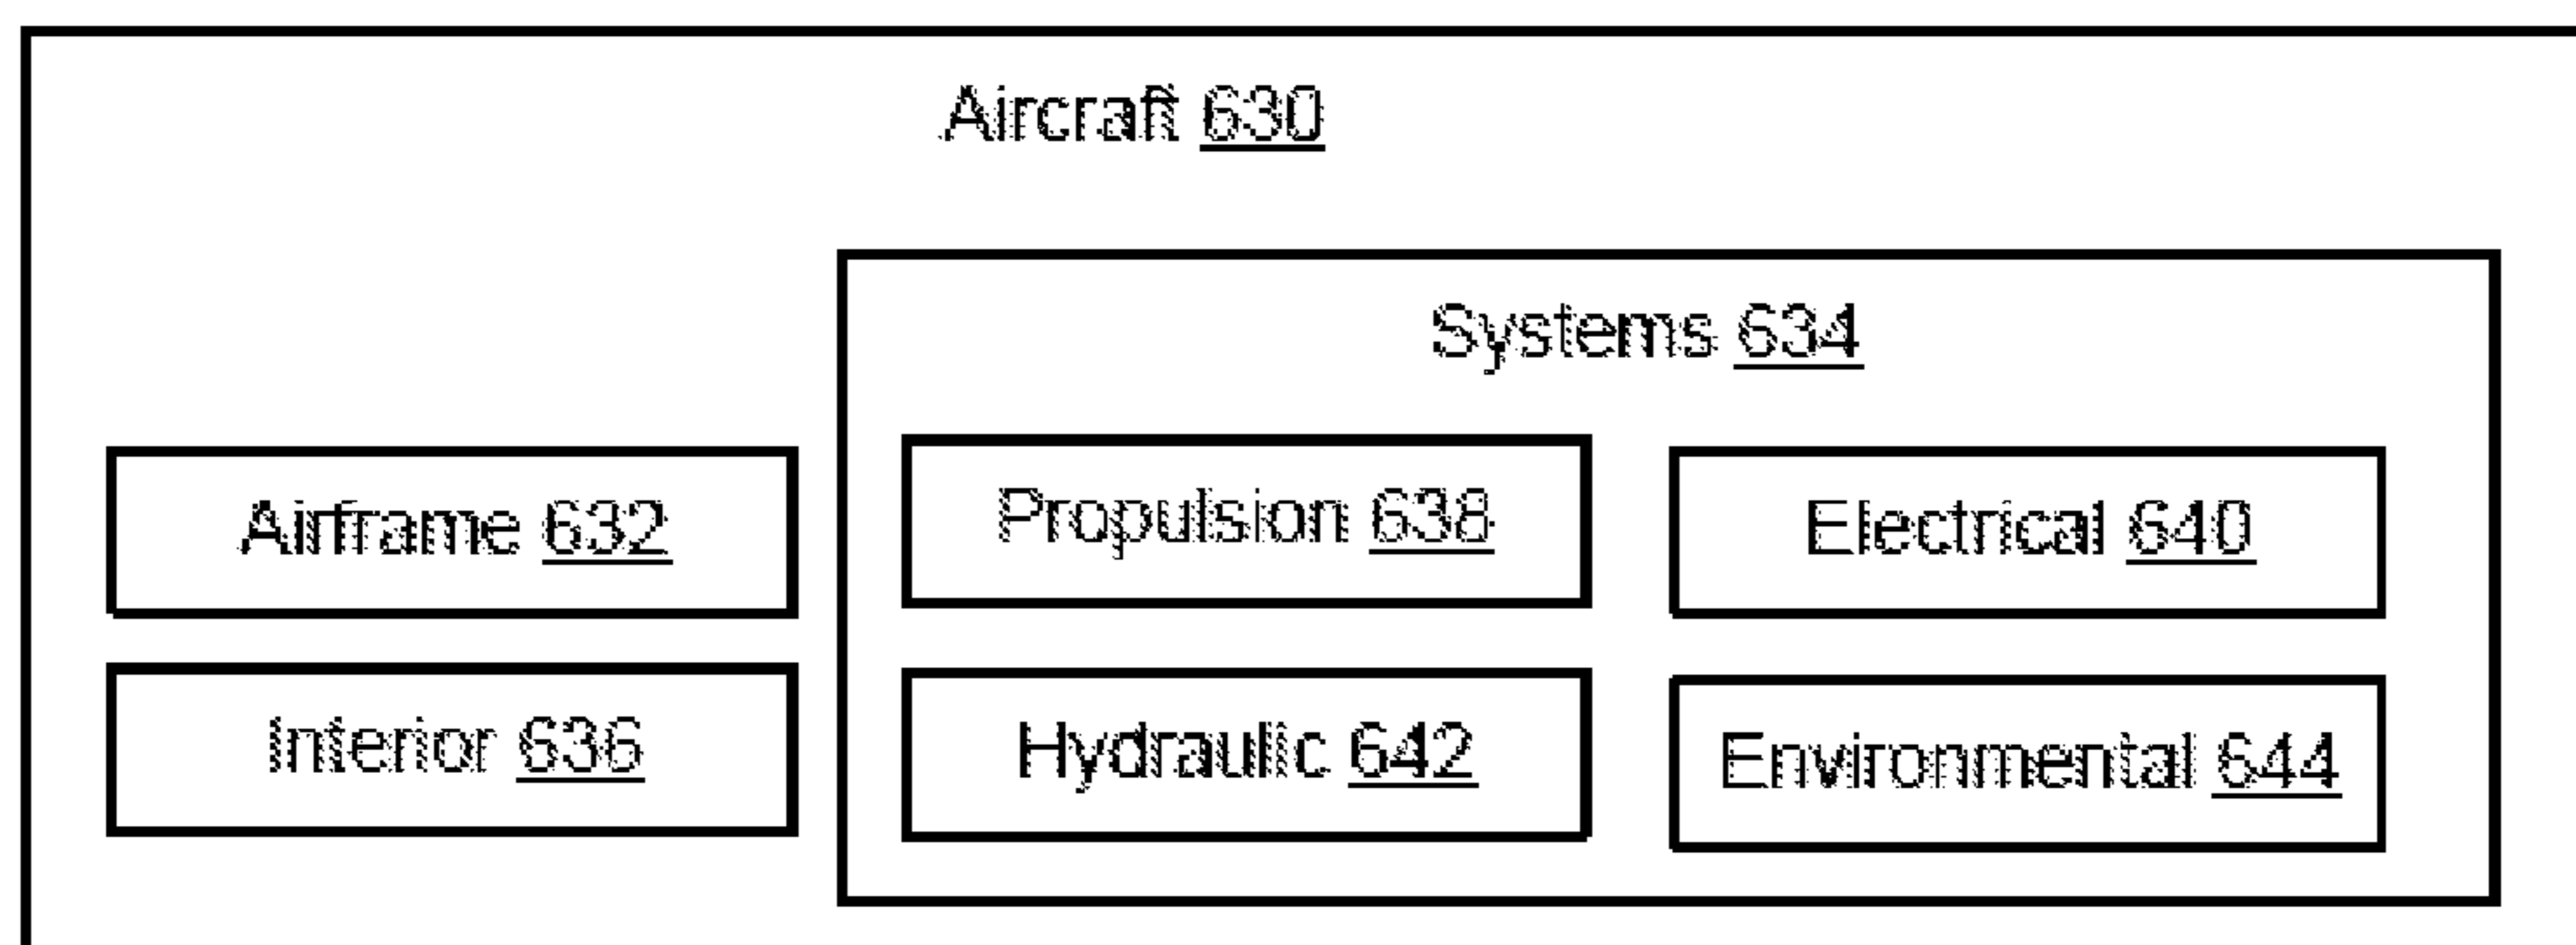 Aircraft 630
Systems 634
Airframe 632
Propulsion 638
Electrical 640
Interior 636
Hydraulic 642
Environmental 644